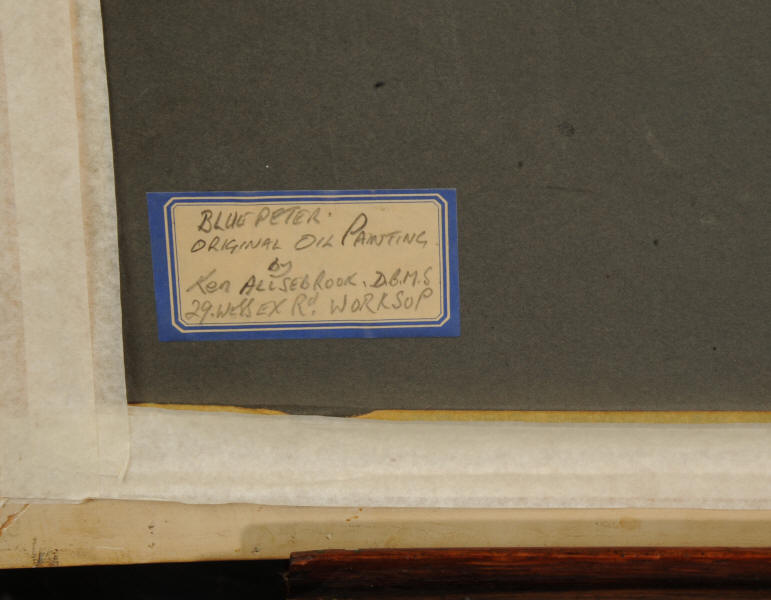 BLUE PETER.
ORIGINAL OIL PAINTING.
by
Ken ALLSEBROOK. D.B.M.S.
29. WESSEX Rd. WORKSOP